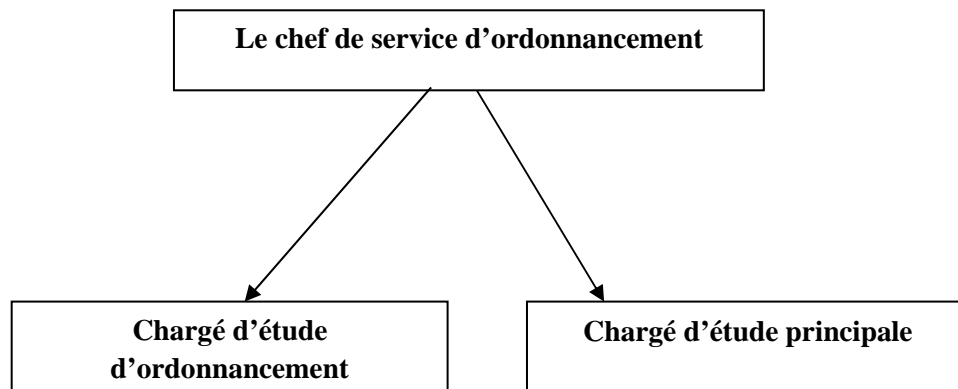 Le chef de service d’ordonnancement
Chargé d’étude
d’ordonnancement
Chargé d’étude principale